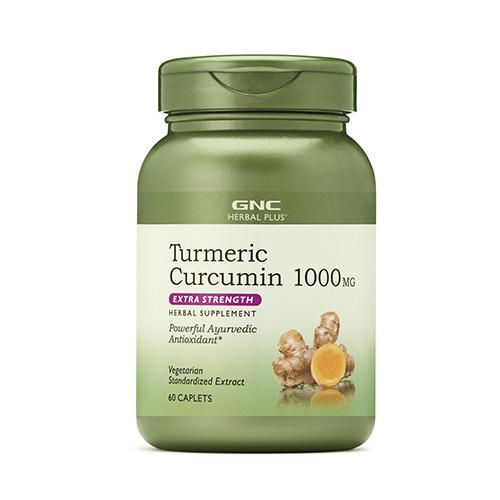 GNC
HERBAL PLUS
Turmeric
Curcumin 1000MG
EXTRA STRENGTH
HERBAL SUPPLEMENT
Powerful Ayurvedic
Antioxidant*
Vegetarian
Standardized Extract
60 CAPLETS